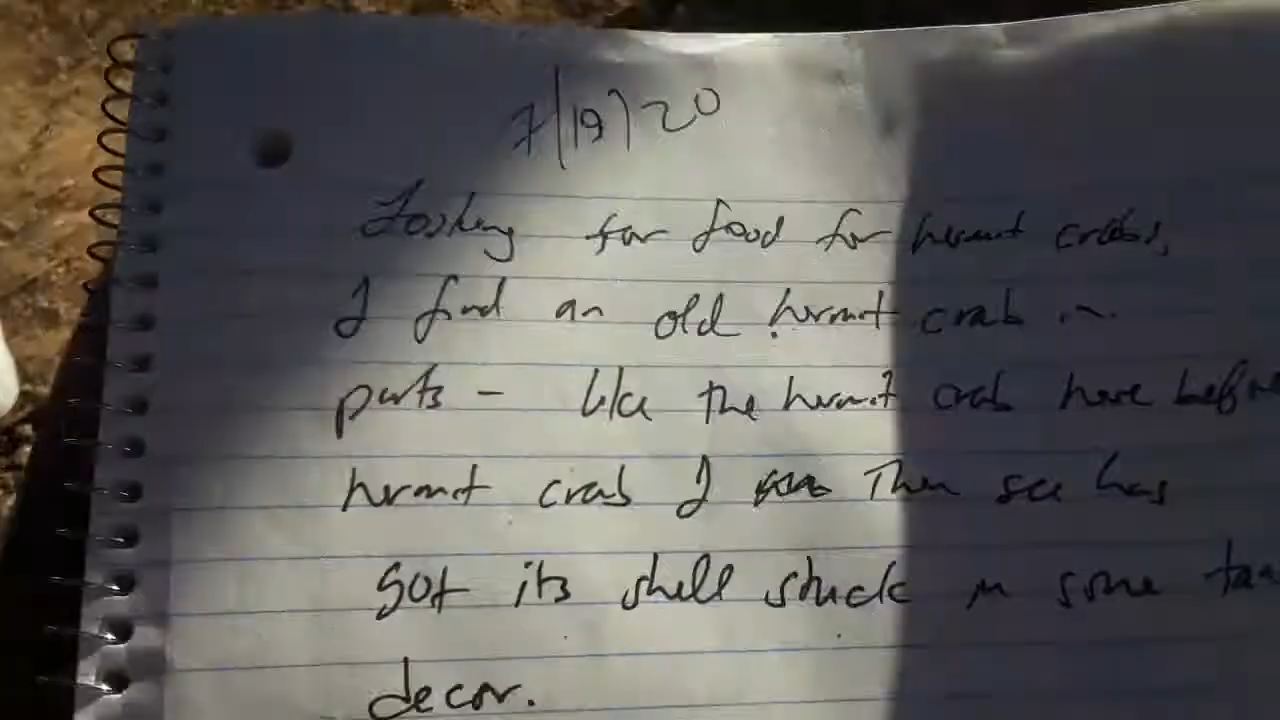 7/19/20
Looking for food for hermit crabs,
I find an old hermit crab in
parts - like the hermit crab here before
hermit crab I then see has
got its shell stuck in some
decor.